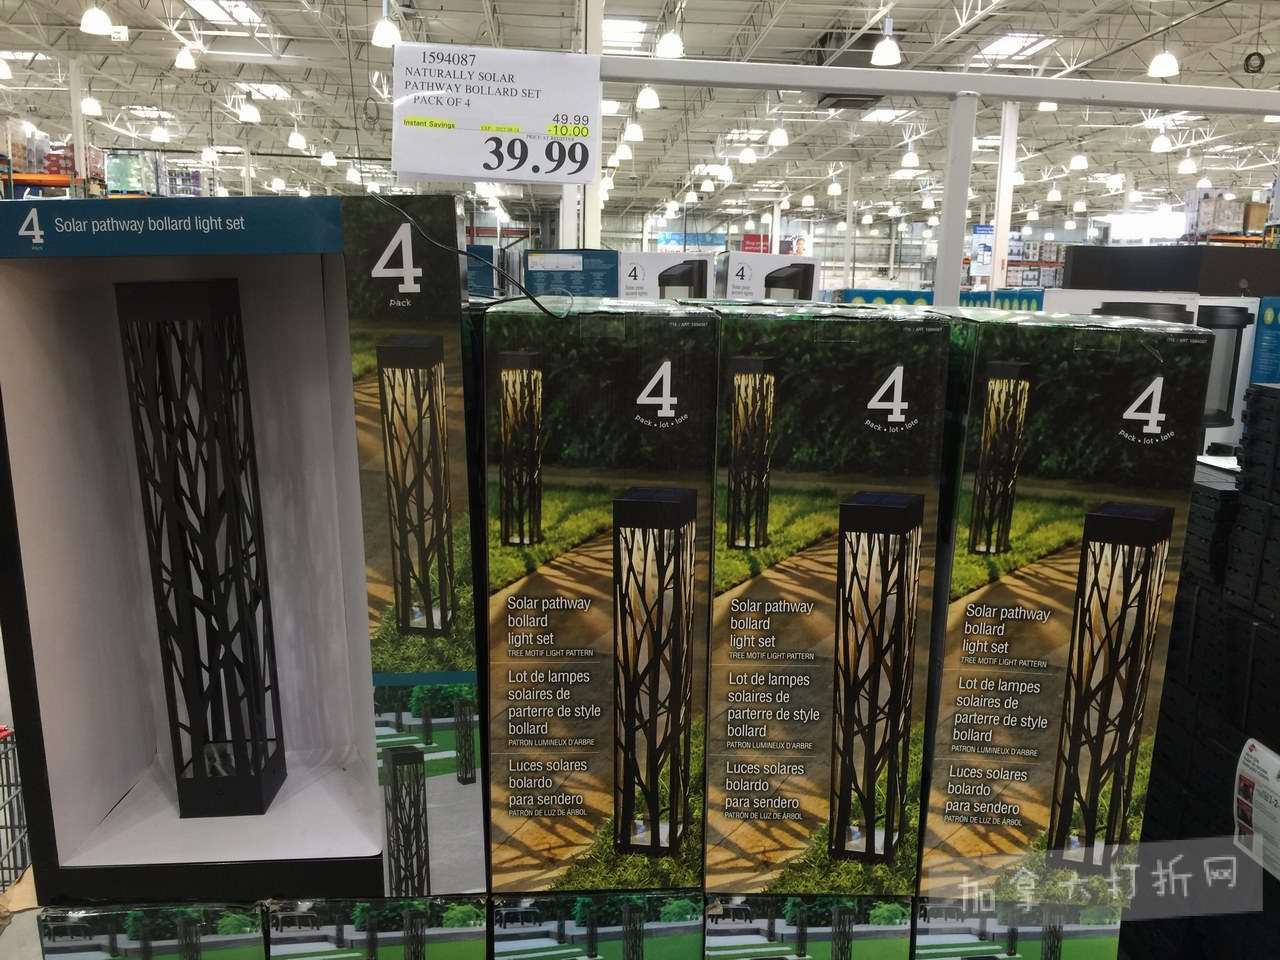 1594087
NATURALLY SOLAR
PATHWAY BOLLARD SET
PACK OF 4
49.99
Instant Savings
-10.00
PRICE AT REGISTER
39.99
4 Solar pathway bollard light set
4
pack
4
4
4
pack • lot • lote
Solar pathway
bollard
light set
TREE MOTIF LIGHT PATTERN
Lot de lampes
solaires de
parterre de style
bollard
PATRON LUMINEUX D'ARBRE
Luces solares
bolardo
para sendero
PATRÓN DE LUZ DE ÁRBOL
4
pack • lot • lote
Solar pathway
bollard
light set
TREE MOTIF LIGHT PATTERN
Lot de lampes
solaires de
parterre de style
bollard
PATRON LUMINEUX D'ARBRE
Luces solares
bolardo
para sendero
PATRÓN DE LUZ DE ÁRBOL
4
pack • lot • lote
Solar pathway
bollard
light set
TREE MOTIF LIGHT PATTERN
Lot de lampes
solaires de
parterre de style
bollard
PATRON LUMINEUX D'ARBRE
Luces solares
bolardo
para sendero
PATRÓN DE LUZ DE ÁRBOL
加拿大打折网